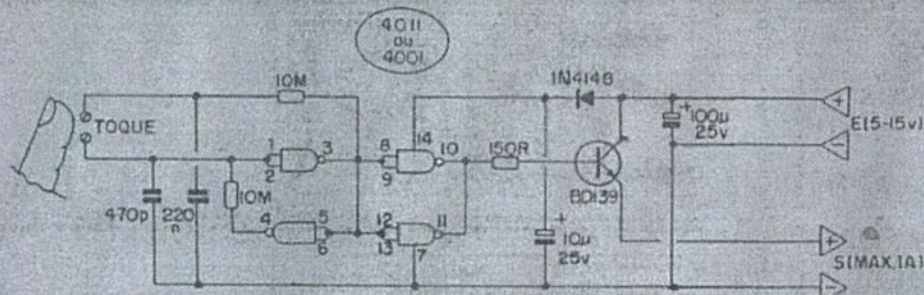 4011
ou
4001
10M
1N4148
TOQUE
1
2
3
8
9
14
10
150R
+
100µ
25v
+
E(5-15v)
−
10M
BD139
470p
220
n
4
5
6
12
13
11
7
+
10µ
25v
+
S(MAX.1A)
−